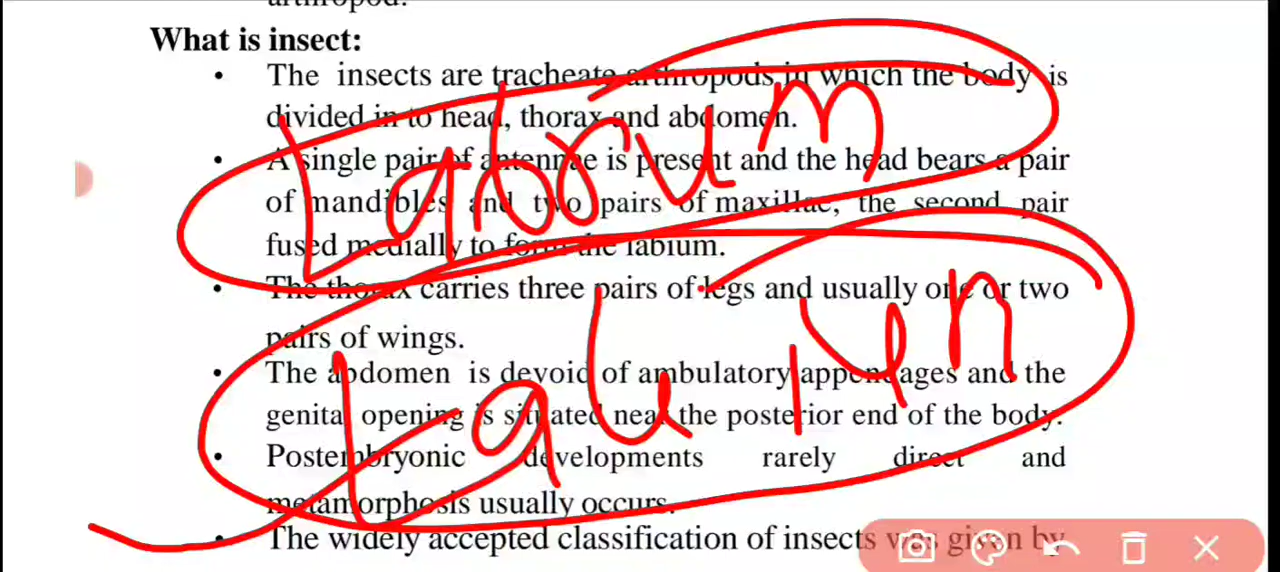 arthropod.
What is insect:
• The insects are tracheate arthropods in which the body is
divided in to head, thorax and abdomen.
• A single pair of antennae is present and the head bears a pair
of mandibles and two pairs of maxillae, the second pair
fused medially to form the labium.
• The thorax carries three pairs of legs and usually one or two
pairs of wings.
• The abdomen is devoid of ambulatory appendages and the
genital opening is situated near the posterior end of the body.
• Postembryonic developments rarely direct and
metamorphosis usually occurs.
• The widely accepted classification of insects was given by
Labrum